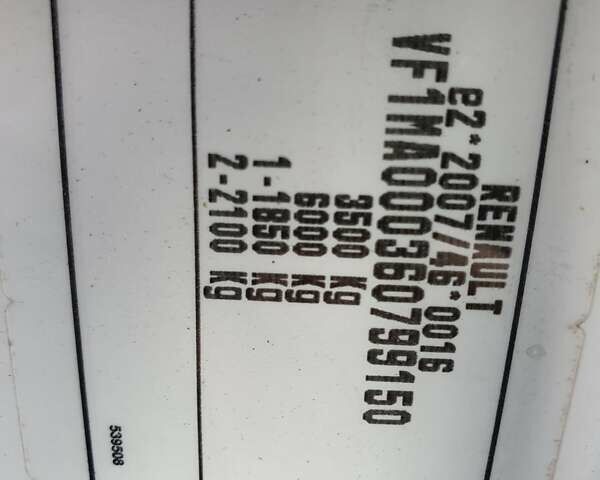 RENAULT
e2*2007/46*0016
VF1MA000360799150
3500 Kg
6000 Kg
1-1850 Kg
2-2100 Kg
539508